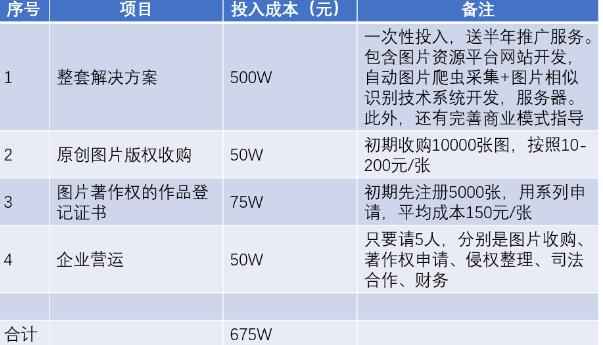 序号 项目 投入成本（元） 备注
1 整套解决方案 500W 一次性投入，送半年推广服务。
包含图片资源平台网站开发，
自动图片爬虫采集+图片相似
识别技术系统开发，服务器。
此外，还有完善商业模式指导
2 原创图片版权收购 50W 初期收购10000张图，按照10-
200元/张
3 图片著作权的作品登
记证书 75W 初期先注册5000张，用系列申
请，平均成本150元/张
4 企业营运 50W 只要请5人，分别是图片收购、
著作权申请、侵权整理、司法
合作、财务
合计 675W